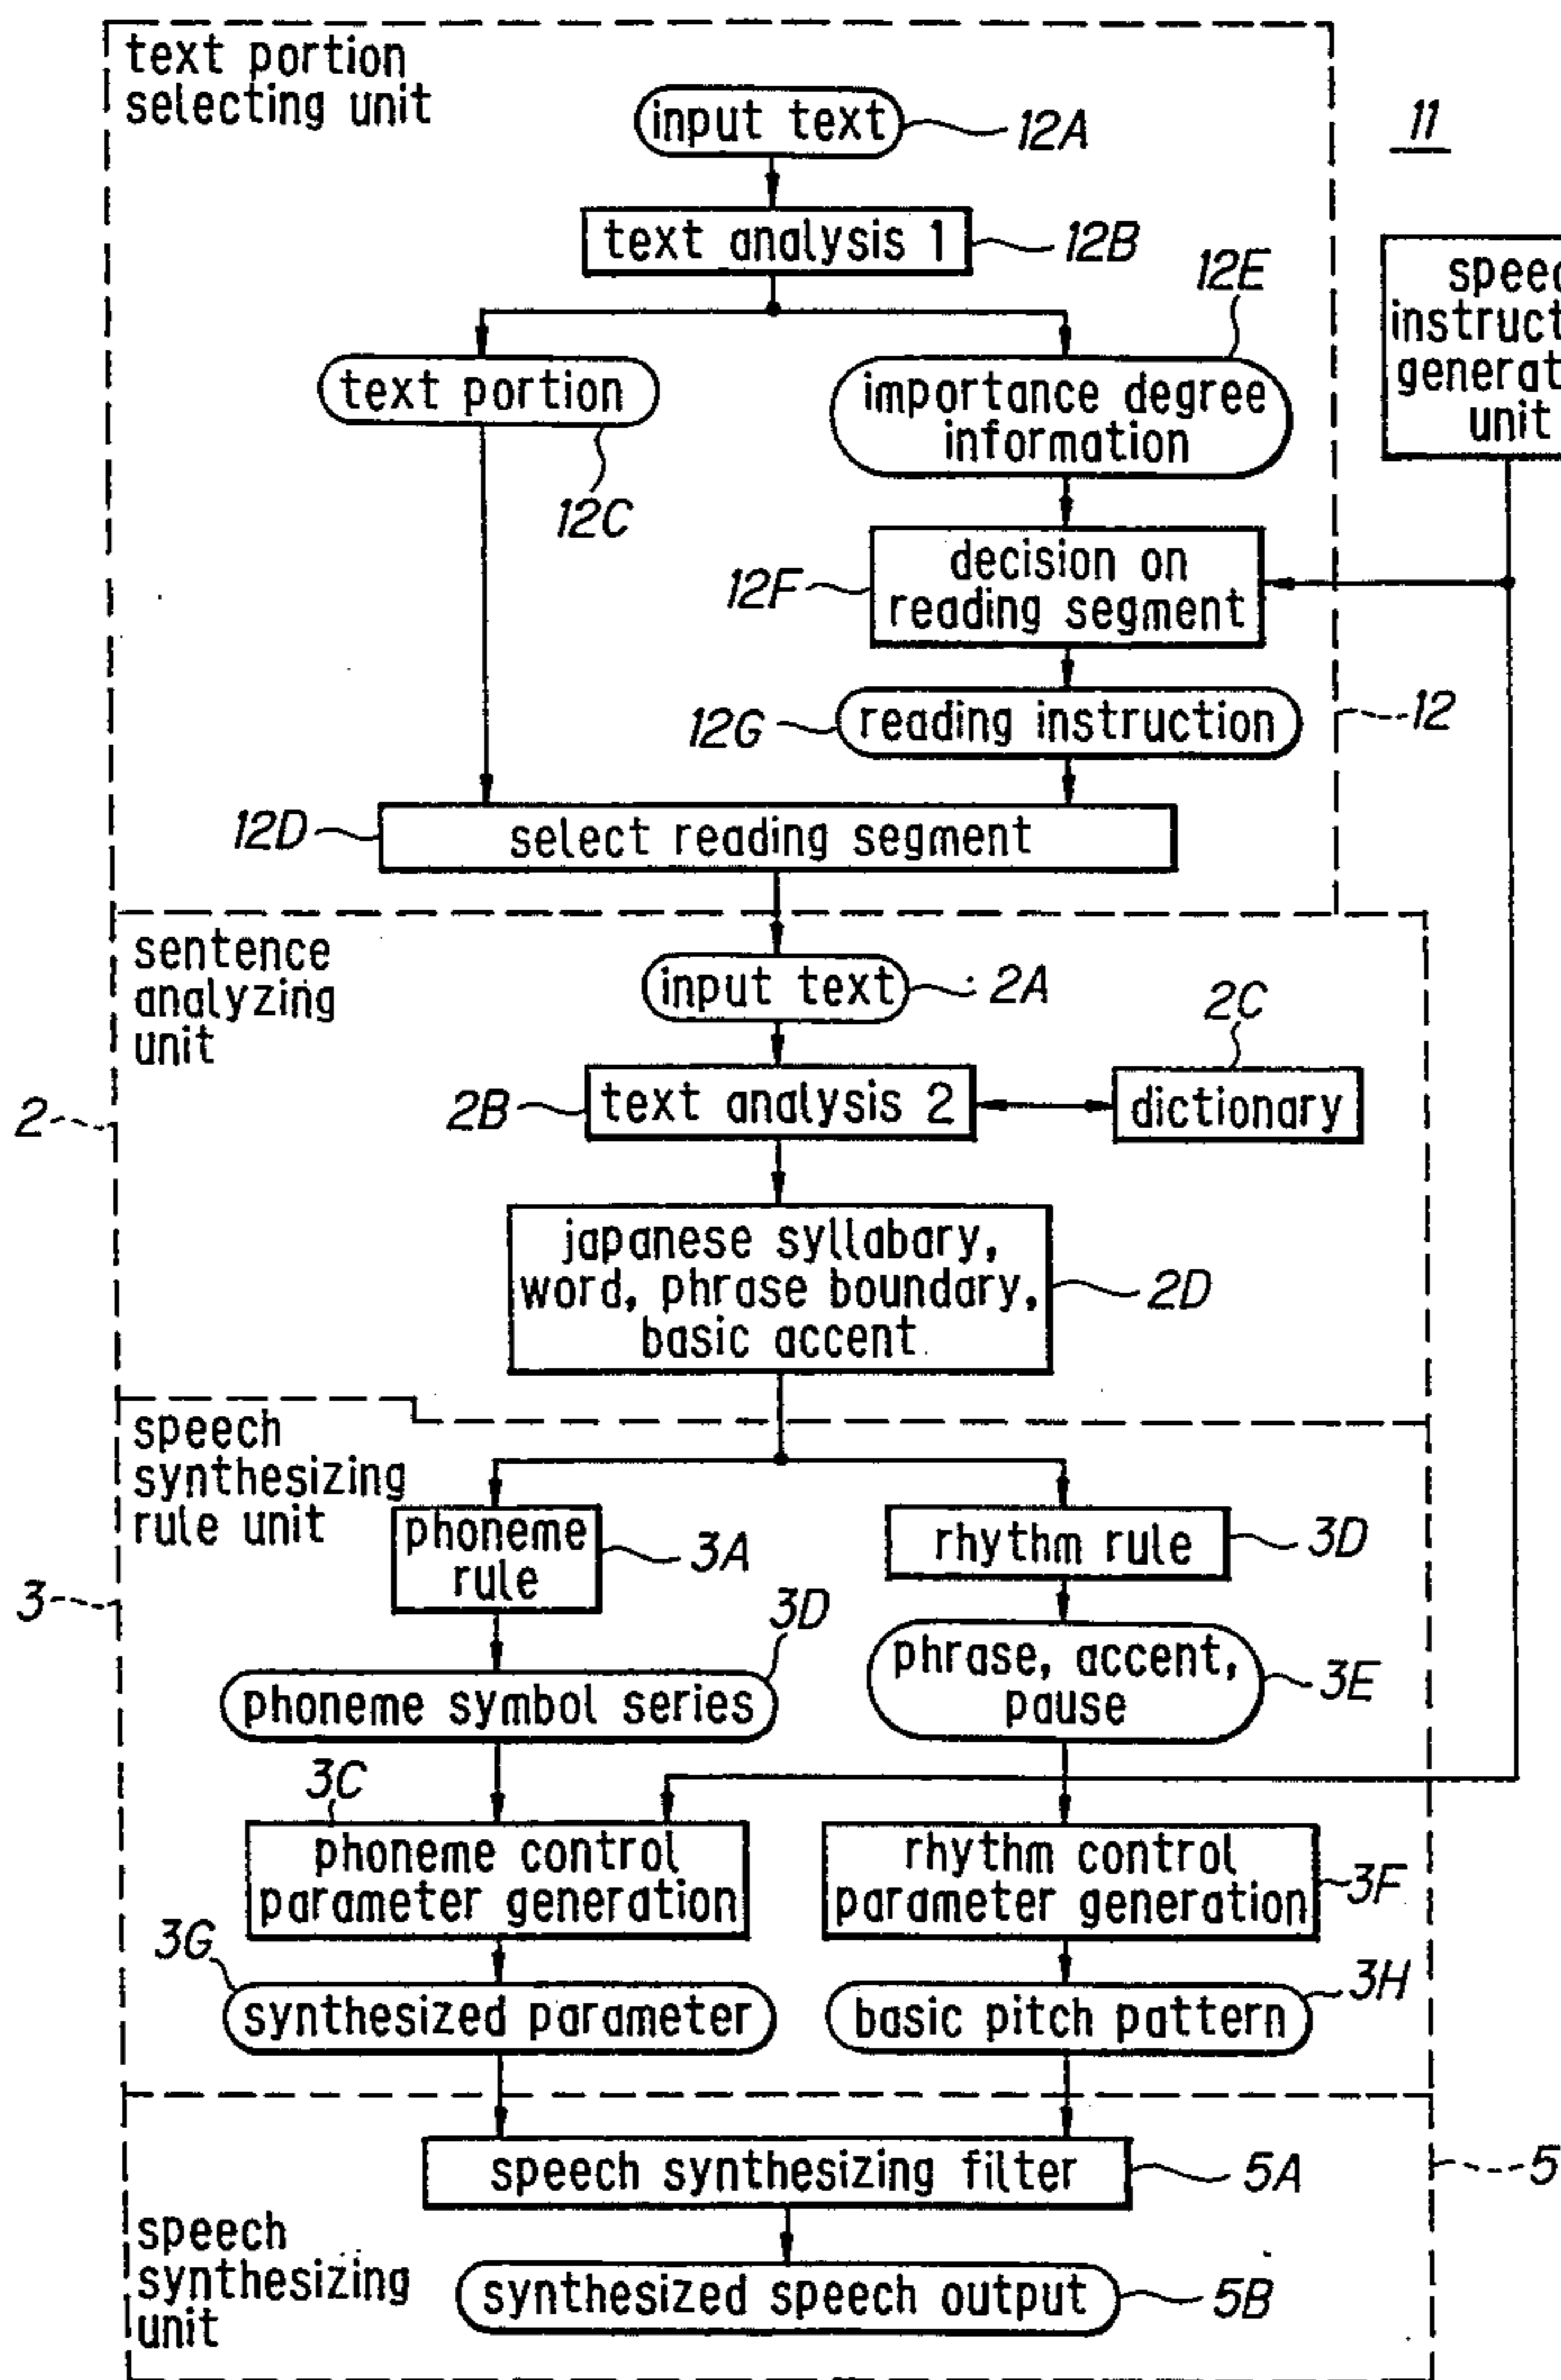 text portion
selecting unit
input text
12A
11
text analysis 1
12B
12E
text portion
importance degree
information
instruct
generat
unit
12C
decision on
reading segment
12F
reading instruction
12G
12
select reading segment
12D
sentence
analyzing
unit
input text
2A
2C
2
2B
text analysis 2
dictionary
japanese syllabary,
word, phrase boundary,
basic accent
2D
speech
synthesizing
rule unit
phoneme
rule
3A
rhythm rule
3D
3
3D
phoneme symbol series
phrase, accent,
pause
3E
3C
phoneme control
parameter generation
rhythm control
parameter generation
3F
3G
synthesized parameter
basic pitch pattern
3H
speech synthesizing filter
5A
5
speech
synthesizing
unit
synthesized speech output
5B